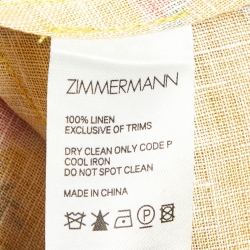 ZIMMERMANN
100% LINEN
EXCLUSIVE OF TRIMS
DRY CLEAN ONLY CODE P
COOL IRON
DO NOT SPOT CLEAN
MADE IN CHINA
P